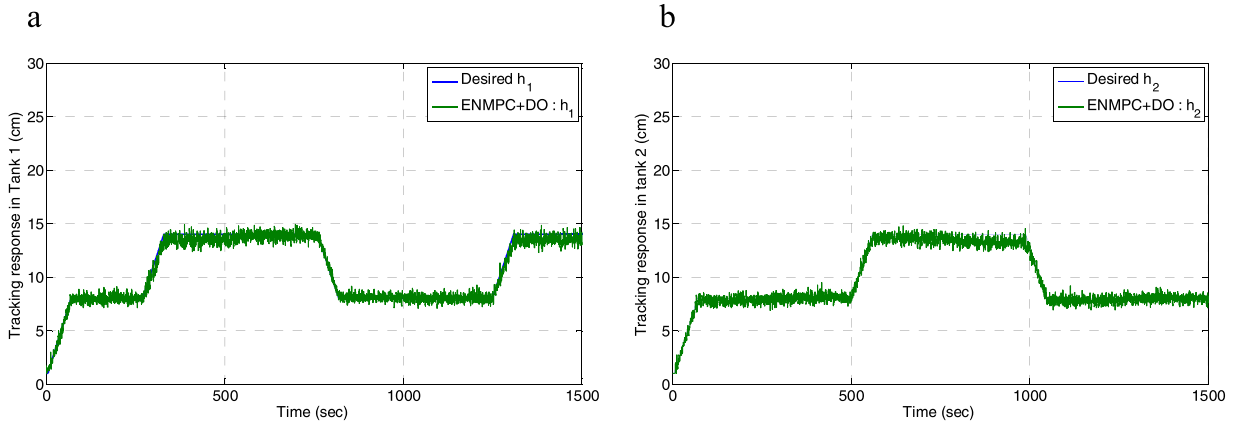 a
30
25
20
15
10
5
0
Tracking response in Tank 1 (cm)
Desired h1
ENMPC+DO : h1
0 500 1000 1500
Time (sec)
b
30
25
20
15
10
5
0
Tracking response in tank 2 (cm)
Desired h2
ENMPC+DO : h2
0 500 1000 1500
Time (sec)